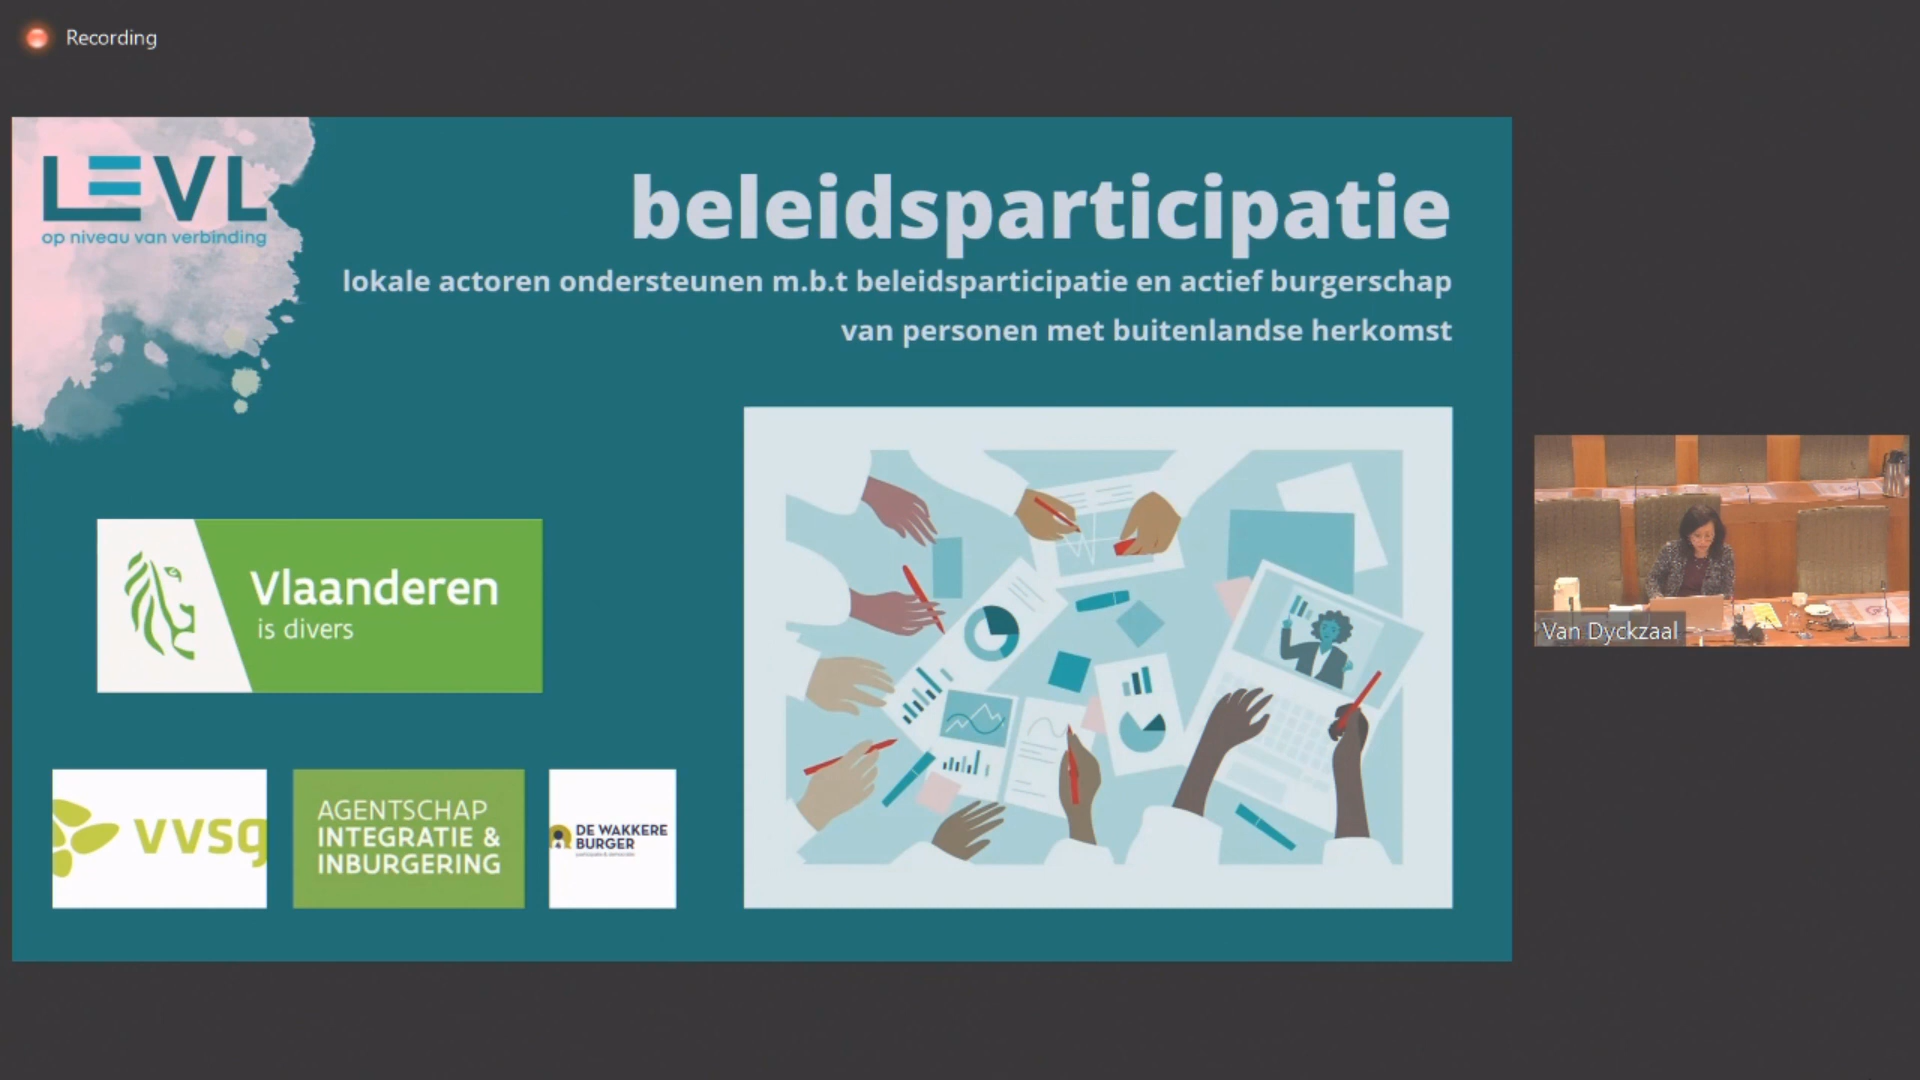 Recording
LEVL
op niveau van verbinding
beleidsparticipatie
lokale actoren ondersteunen m.b.t beleidsparticipatie en actief burgerschap
van personen met buitenlandse herkomst
Vlaanderen
is divers
vvsg
AGENTSCHAP
INTEGRATIE &
INBURGERING
DE WAKKERE
BURGER
Van Dyckzaal